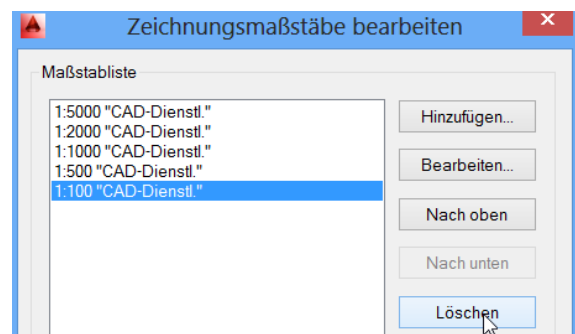 Zeichnungsmaßstäbe bearbeiten
Maßstabliste
1:5000 "CAD-Dienstl."
1:2000 "CAD-Dienstl."
1:1000 "CAD-Dienstl."
1:500 "CAD-Dienstl."
1:100 "CAD-Dienstl."
Hinzufügen...
Bearbeiten...
Nach oben
Nach unten
Löschen